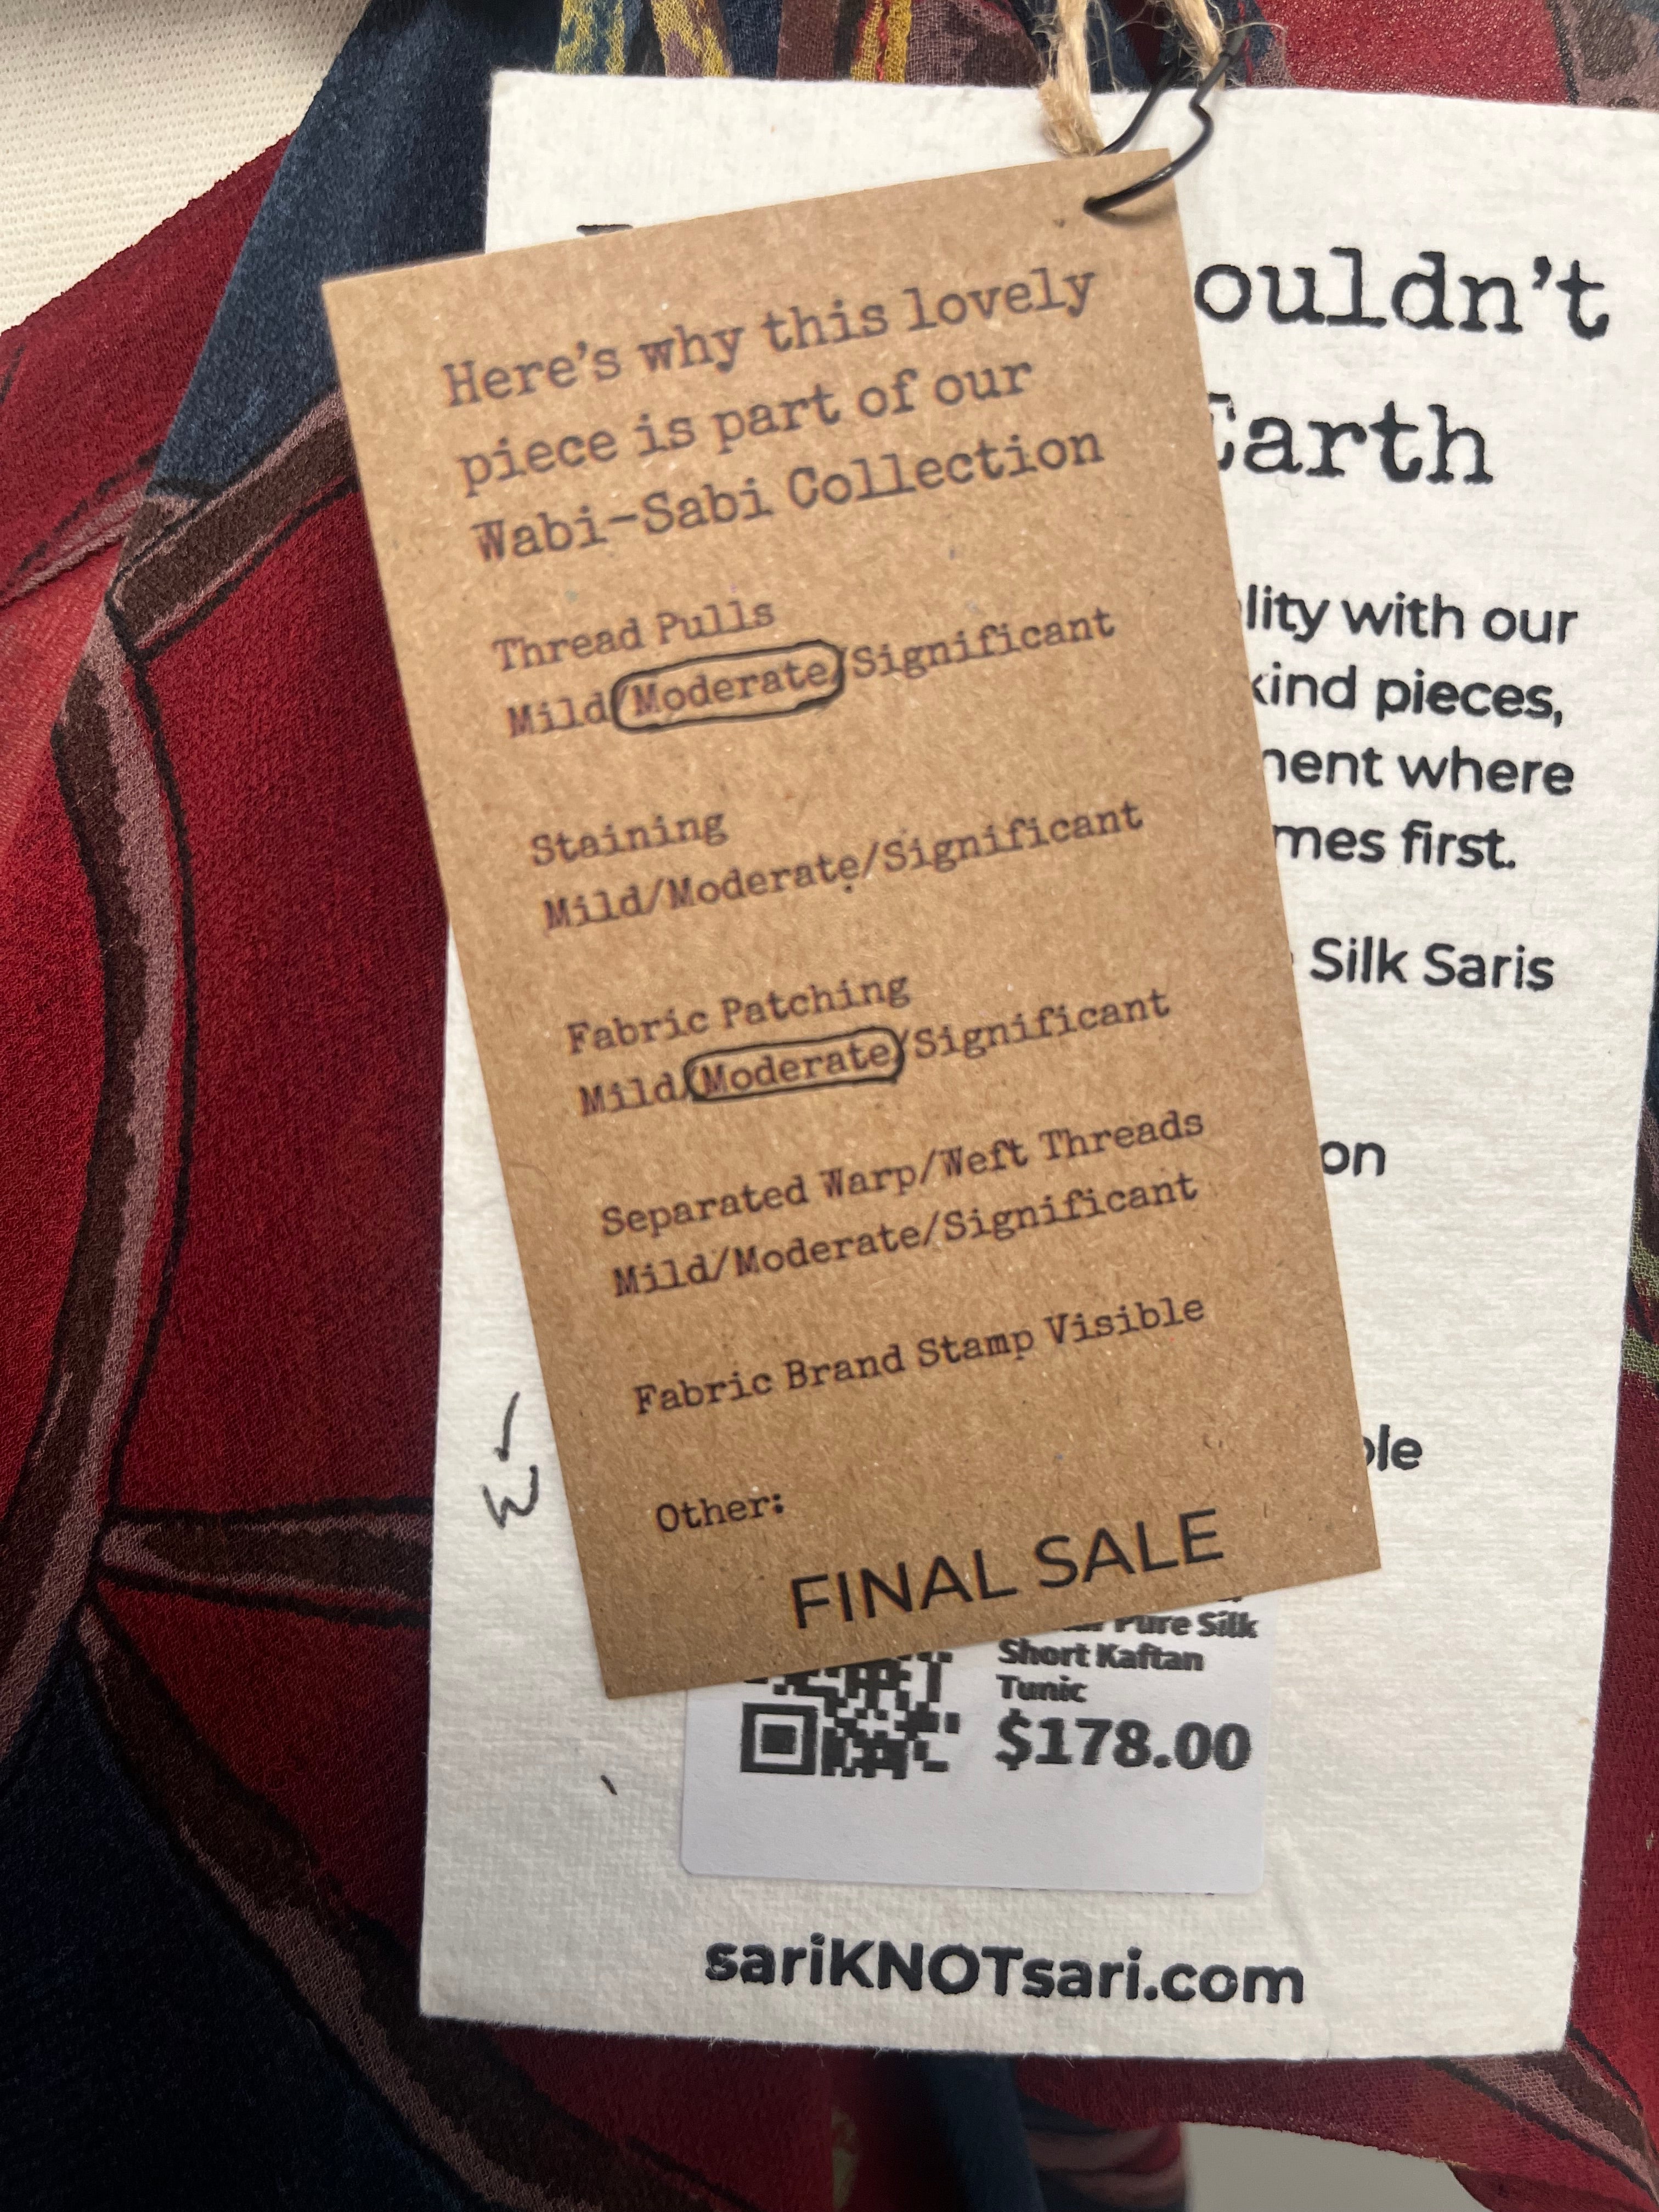 Here's why this lovely
piece is part of our
Wabi-Sabi Collection
Thread Pulls
Mild/Moderate/Significant
Staining
Mild/Moderate/Significant
Fabric Patching
Mild/Moderate/Significant
Separated Warp/Weft Threads
Mild/Moderate/Significant
Fabric Brand Stamp Visible
Other:
FINAL SALE
ouldn't
Earth
lity with our
kind pieces,
ment where
mes first.
Silk Saris
on
ble
Pure Silk
Short Kaftan
Tunic
$178.00
sariKNOTsari.com